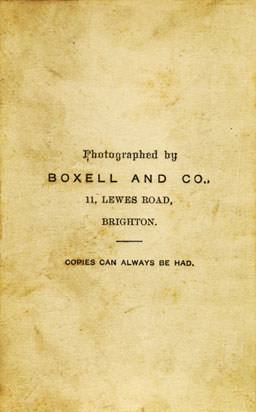 Photographed by
BOXELL AND CO.,
11, LEWES ROAD,
BRIGHTON.
COPIES CAN ALWAYS BE HAD.